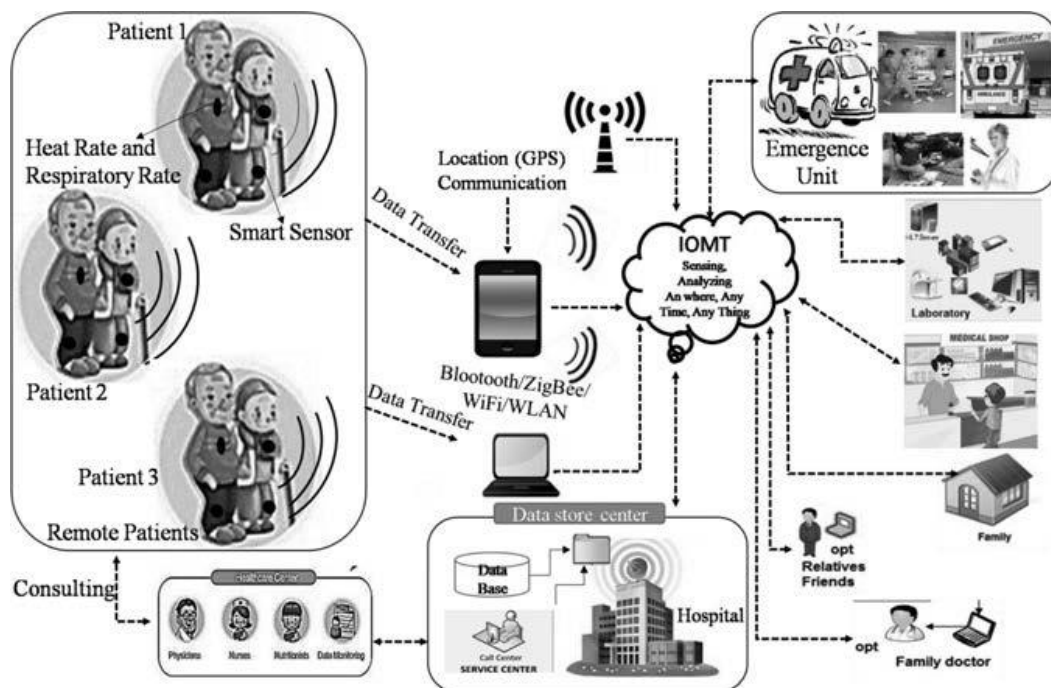 Patient 1
Heat Rate and
Respiratory Rate
Smart Sensor
Patient 2
Patient 3
Remote Patients
Data Transfer
Data Transfer
Location (GPS)
Communication
Blootooth/ZigBee/
WiFi/WLAN
IOMT
Sensing,
Analyzing
An where, Any
Time, Any Thing
EMERGENCY
AMBULANCE
Emergence
Unit
Laboratory
MEDICAL SHOP
Family
opt
Relatives
Friends
opt
Family doctor
Consulting
Healthcare Center
Physicians
Nurses
Nutritionists
Data Monitoring
Data store center
Data
Base
Call Center
SERVICE CENTER
Hospital